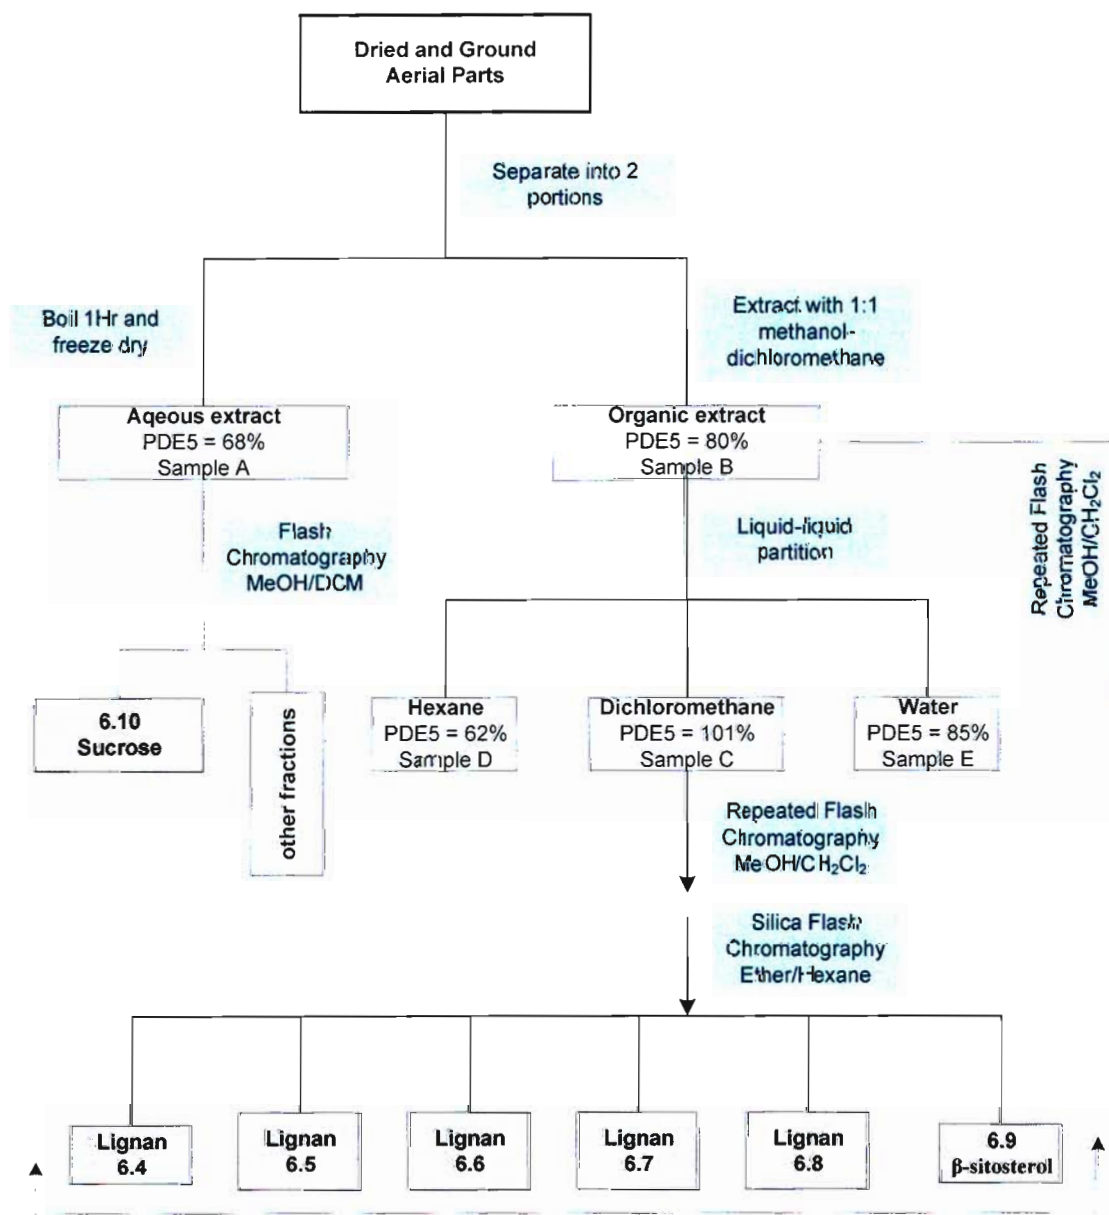 Dried and Ground
Aerial Parts
Separate into 2
portions
Boil 1Hr and
freeze dry
Extract with 1:1
methanol-
dichloromethane
Aqeous extract
PDE5 = 68%
Sample A
Organic extract
PDE5 = 80%
Sample B
Flash
Chromatography
MeOH/DCM
Liquid-liquid
partition
Repeated Flash
Chromatography
MeOH/CH₂Cl₂
6.10
Sucrose
other fractions
Hexane
PDE5 = 62%
Sample D
Dichloromethane
PDE5 = 101%
Sample C
Water
PDE5 = 85%
Sample E
Repeated Flash
Chromatography
MeOH/CH₂Cl₂
Silica Flash
Chromatography
Ether/Hexane
Lignan
6.4
Lignan
6.5
Lignan
6.6
Lignan
6.7
Lignan
6.8
6.9
β-sitosterol